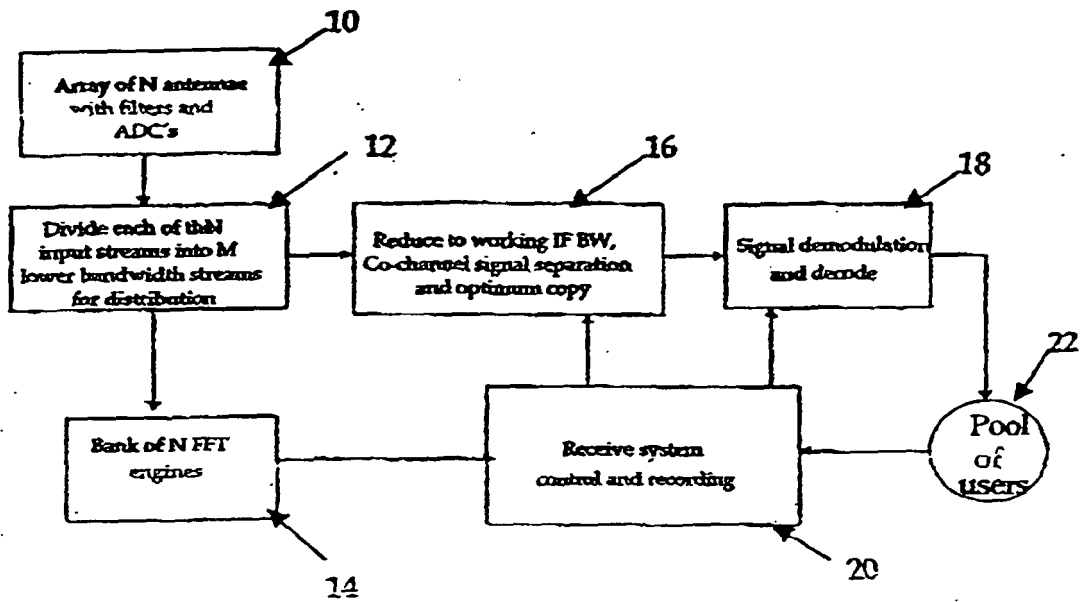 10
Array of N antennae
with filters and
ADC's
12
Divide each of the N
input streams into M
lower bandwidth streams
for distribution
16
Reduce to working IF BW,
Co-channel signal separation
and optimum copy
18
Signal demodulation
and decode
22
Pool
of
users
Bank of N FFT
engines
14
Receive system
control and recording
20